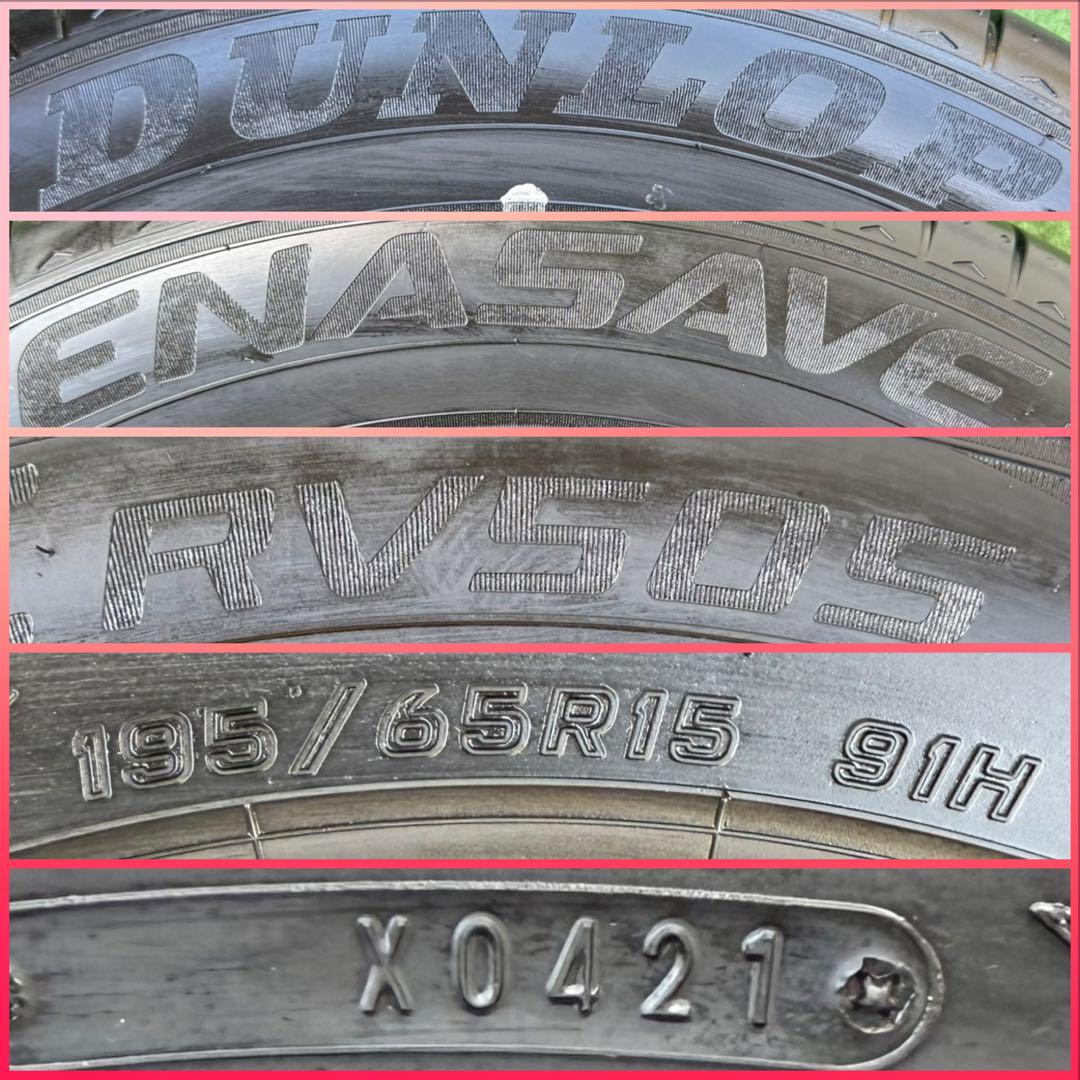 DUNLOP
ENASAVE
RV505
195/65R15 91H
X0421